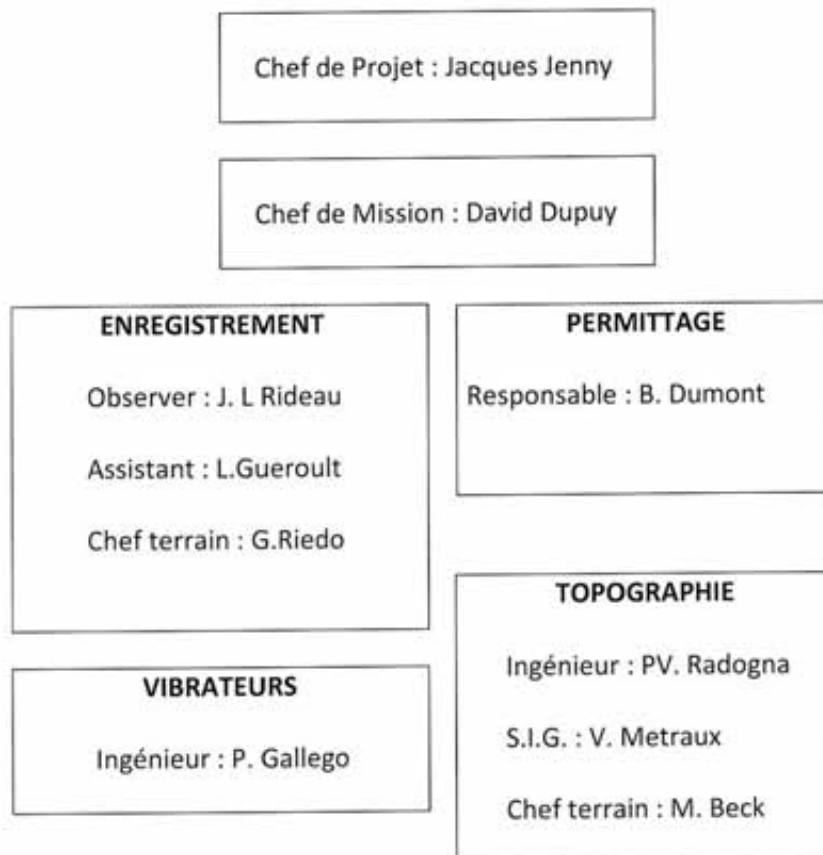 Chef de Projet : Jacques Jenny
Chef de Mission : David Dupuy
ENREGISTREMENT
Observer : J. L Rideau
Assistant : L.Gueroult
Chef terrain : G.Riedo
PERMITTAGE
Responsable : B. Dumont
VIBRATEURS
Ingénieur : P. Gallego
TOPOGRAPHIE
Ingénieur : PV. Radogna
S.I.G. : V. Metraux
Chef terrain : M. Beck